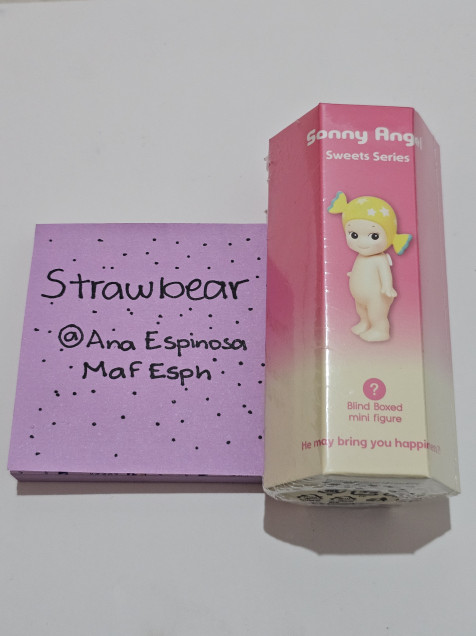 Strawbear
@Ana Espinosa
Maf Esph
Sonny Angel
Sweets Series
?
Blind Boxed
mini figure
He may bring you happiness.